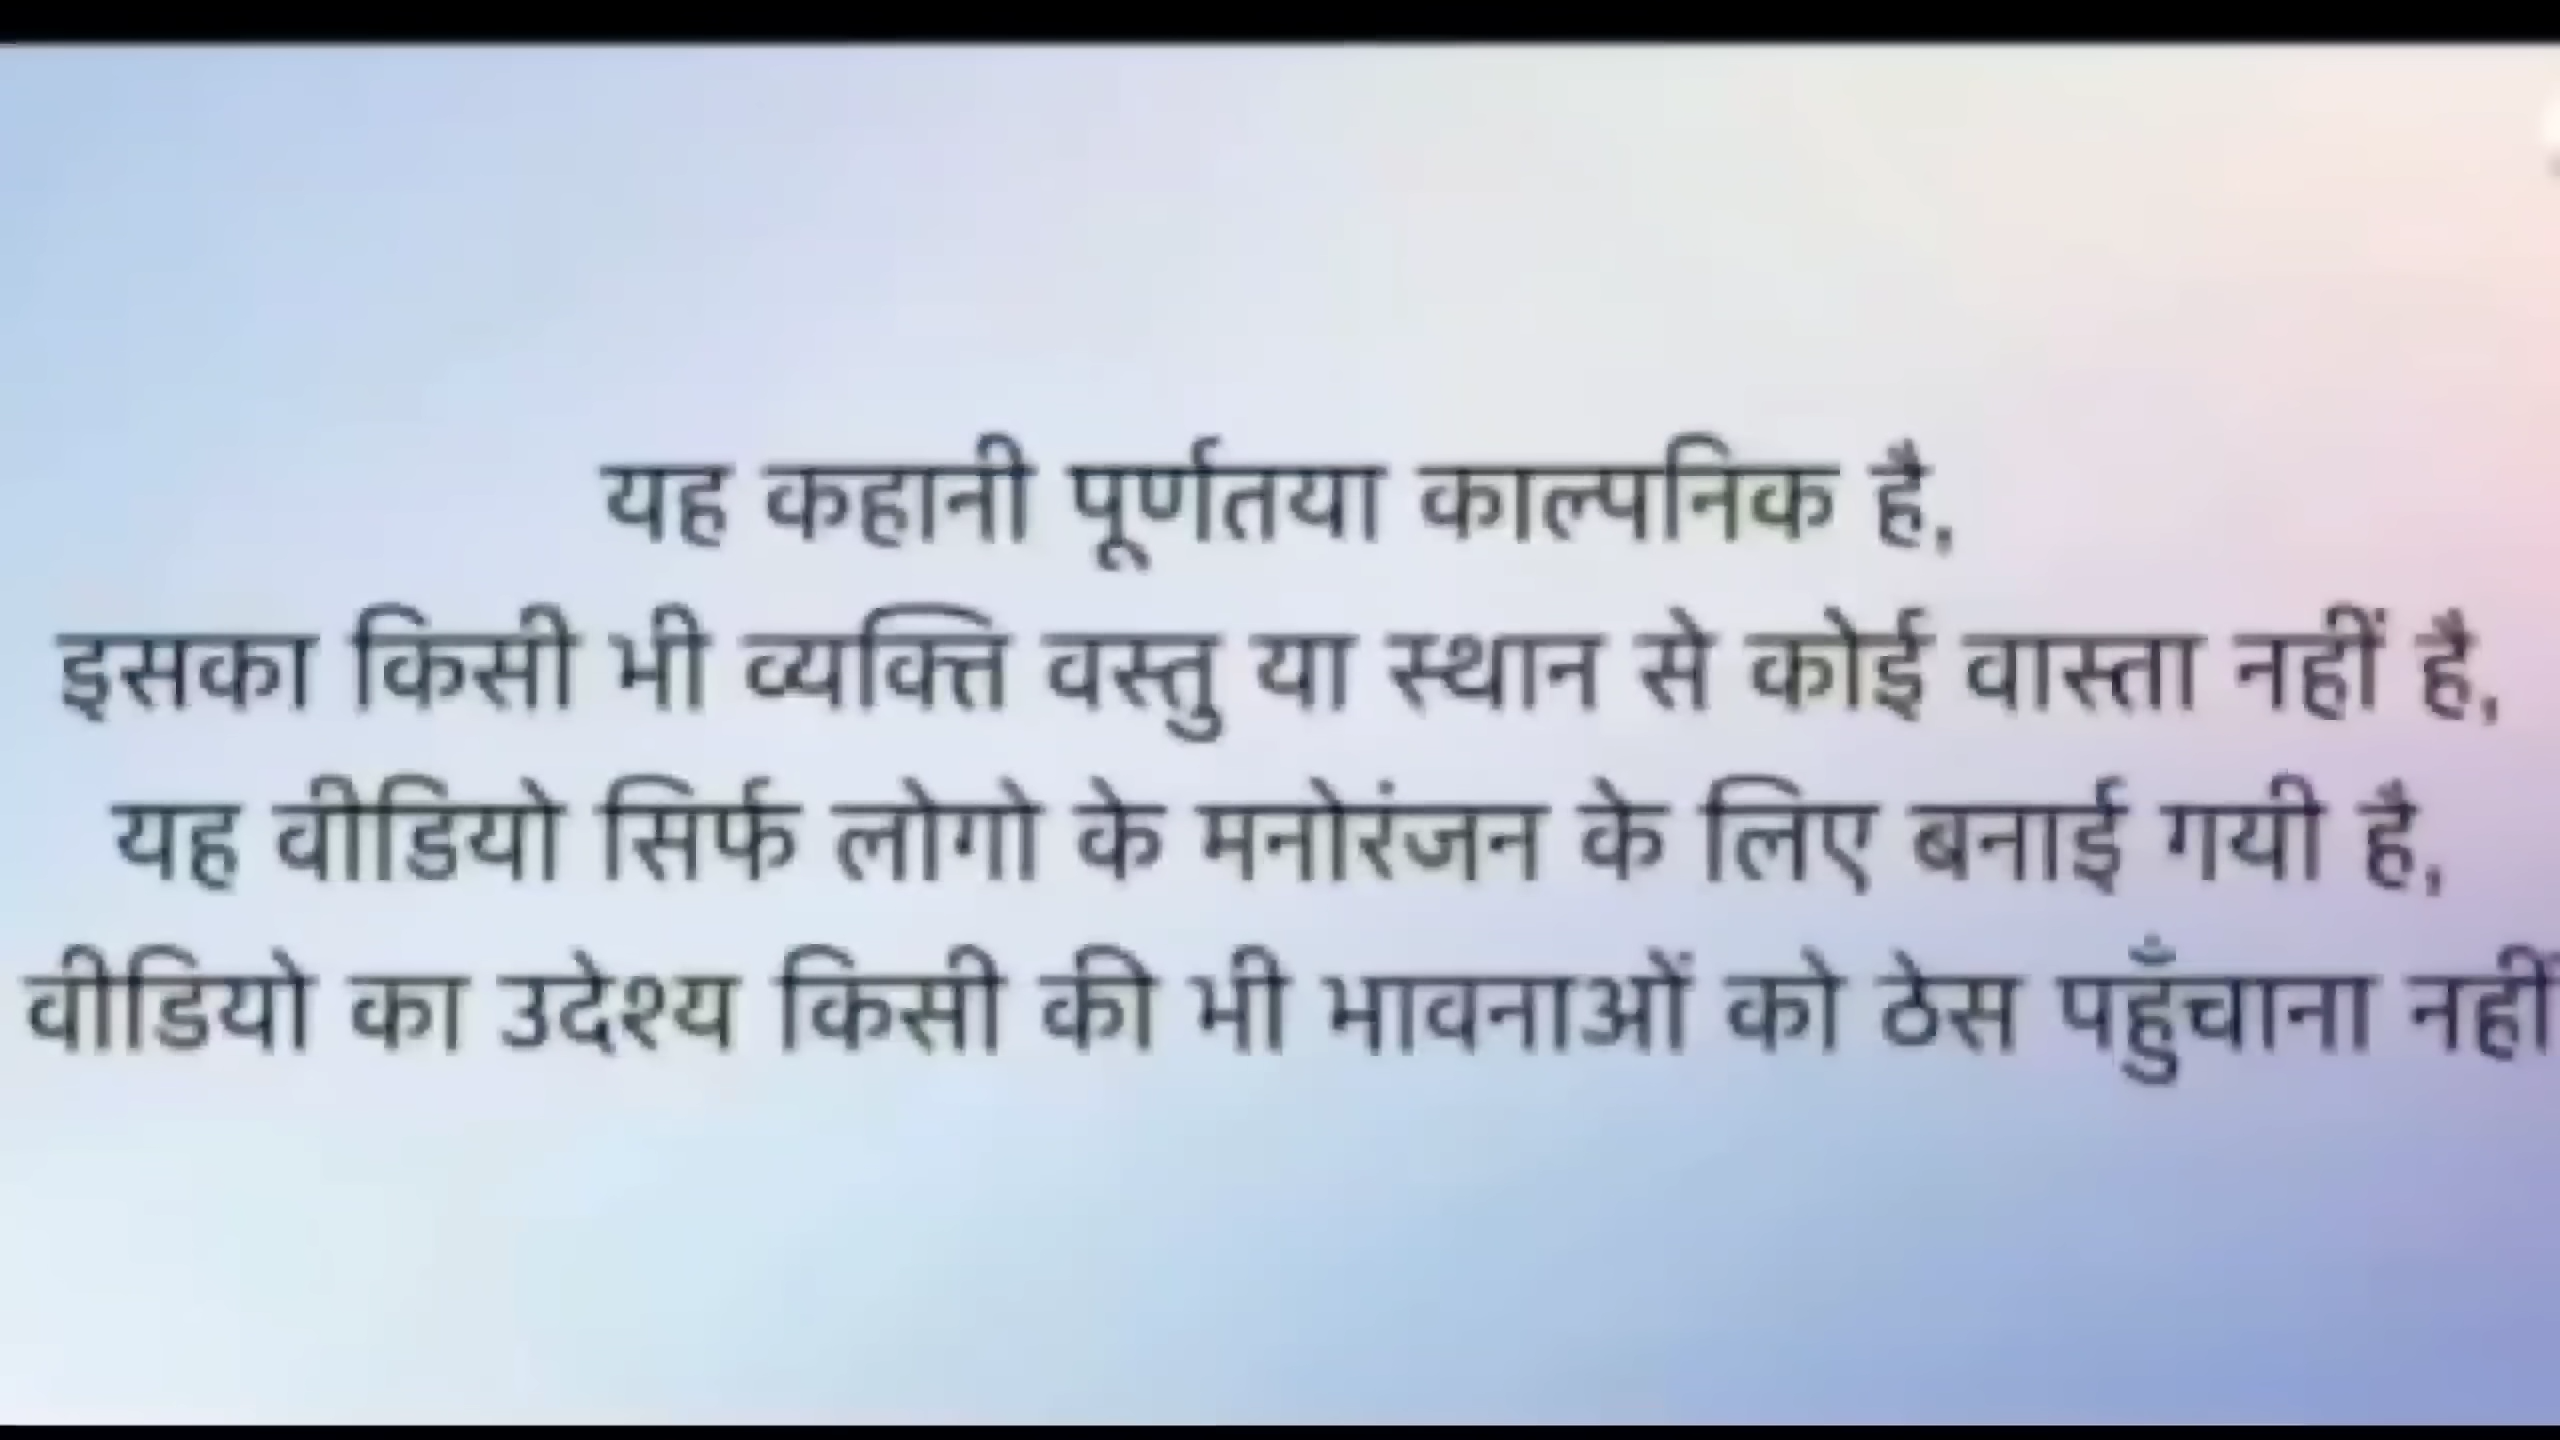 यह कहानी पूर्णतया काल्पनिक है,
इसका किसी भी व्यक्ति वस्तु या स्थान से कोई वास्ता नहीं है,
यह वीडियो सिर्फ लोगो के मनोरंजन के लिए बनाई गयी है,
वीडियो का उदेश्य किसी की भी भावनाओं को ठेस पहुँचाना नहीं